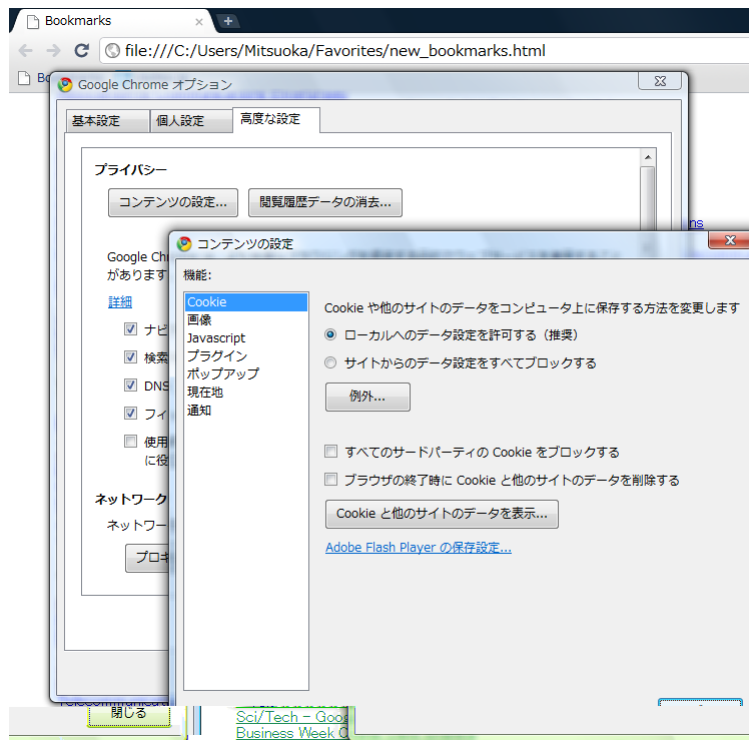 Bookmarks
file:///C:/Users/Mitsuoka/Favorites/new_bookmarks.html
Google Chrome オプション
基本設定
個人設定
高度な設定
プライバシー
コンテンツの設定...
閲覧履歴データの消去...
Google
があります
詳細
ナビ
検索
DNS
フィ
使用
に役
ネットワーク
ネットワー
プロキ
コンテンツの設定
機能:
Cookie
画像
Javascript
プラグイン
ポップアップ
現在地
通知
Cookie や他のサイトのデータをコンピュータ上に保存する方法を変更します
ローカルへのデータ設定を許可する（推奨）
サイトからのデータ設定をすべてブロックする
例外...
すべてのサードパーティの Cookie をブロックする
ブラウザの終了時に Cookie と他のサイトのデータを削除する
Cookie と他のサイトのデータを表示...
Adobe Flash Player の保存設定...
ns
閉じる
Sci/Tech - Goog
Business Week